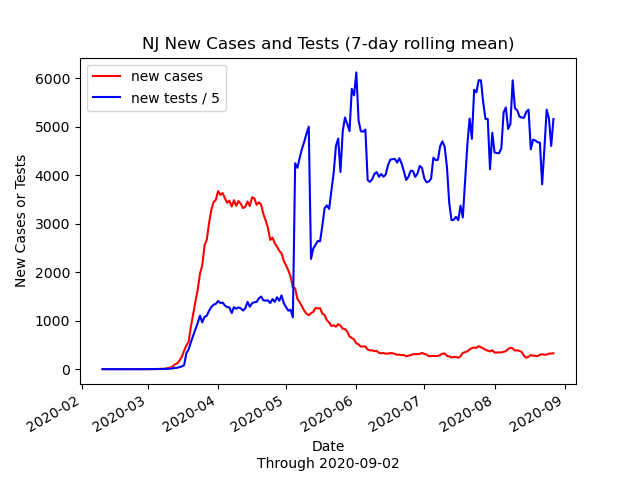 NJ New Cases and Tests (7-day rolling mean)
new cases
new tests / 5
6000
5000
4000
3000
2000
1000
0
New Cases or Tests
2020-02
2020-03
2020-04
2020-05
2020-06
2020-07
2020-08
2020-09
Date
Through 2020-09-02